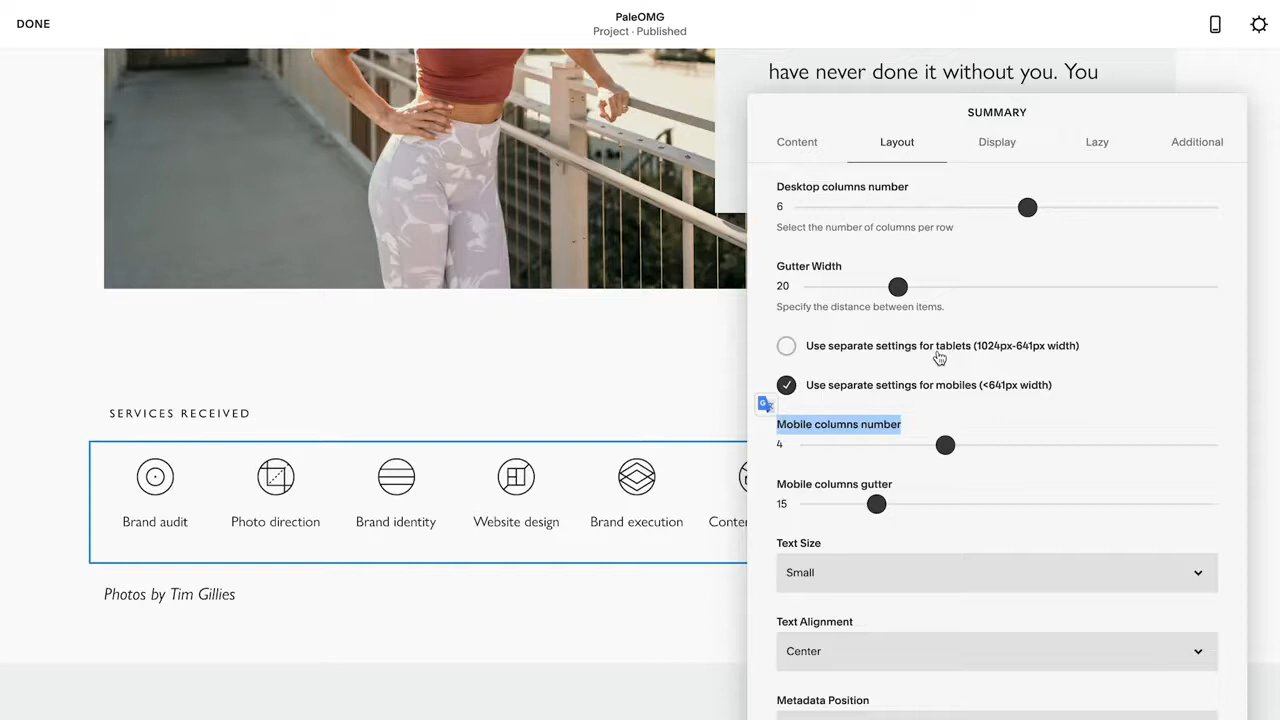 DONE
PaleOMG
Project · Published
have never done it without you. You
SUMMARY
Content Layout Display Lazy Additional
Desktop columns number
6
Select the number of columns per row
Gutter Width
20
Specify the distance between items.
Use separate settings for tablets (1024px-641px width)
Use separate settings for mobiles (<641px width)
Mobile columns number
4
Mobile columns gutter
15
Text Size
Small
Text Alignment
Center
Metadata Position
SERVICES RECEIVED
Brand audit Photo direction Brand identity Website design Brand execution Conten
Photos by Tim Gillies